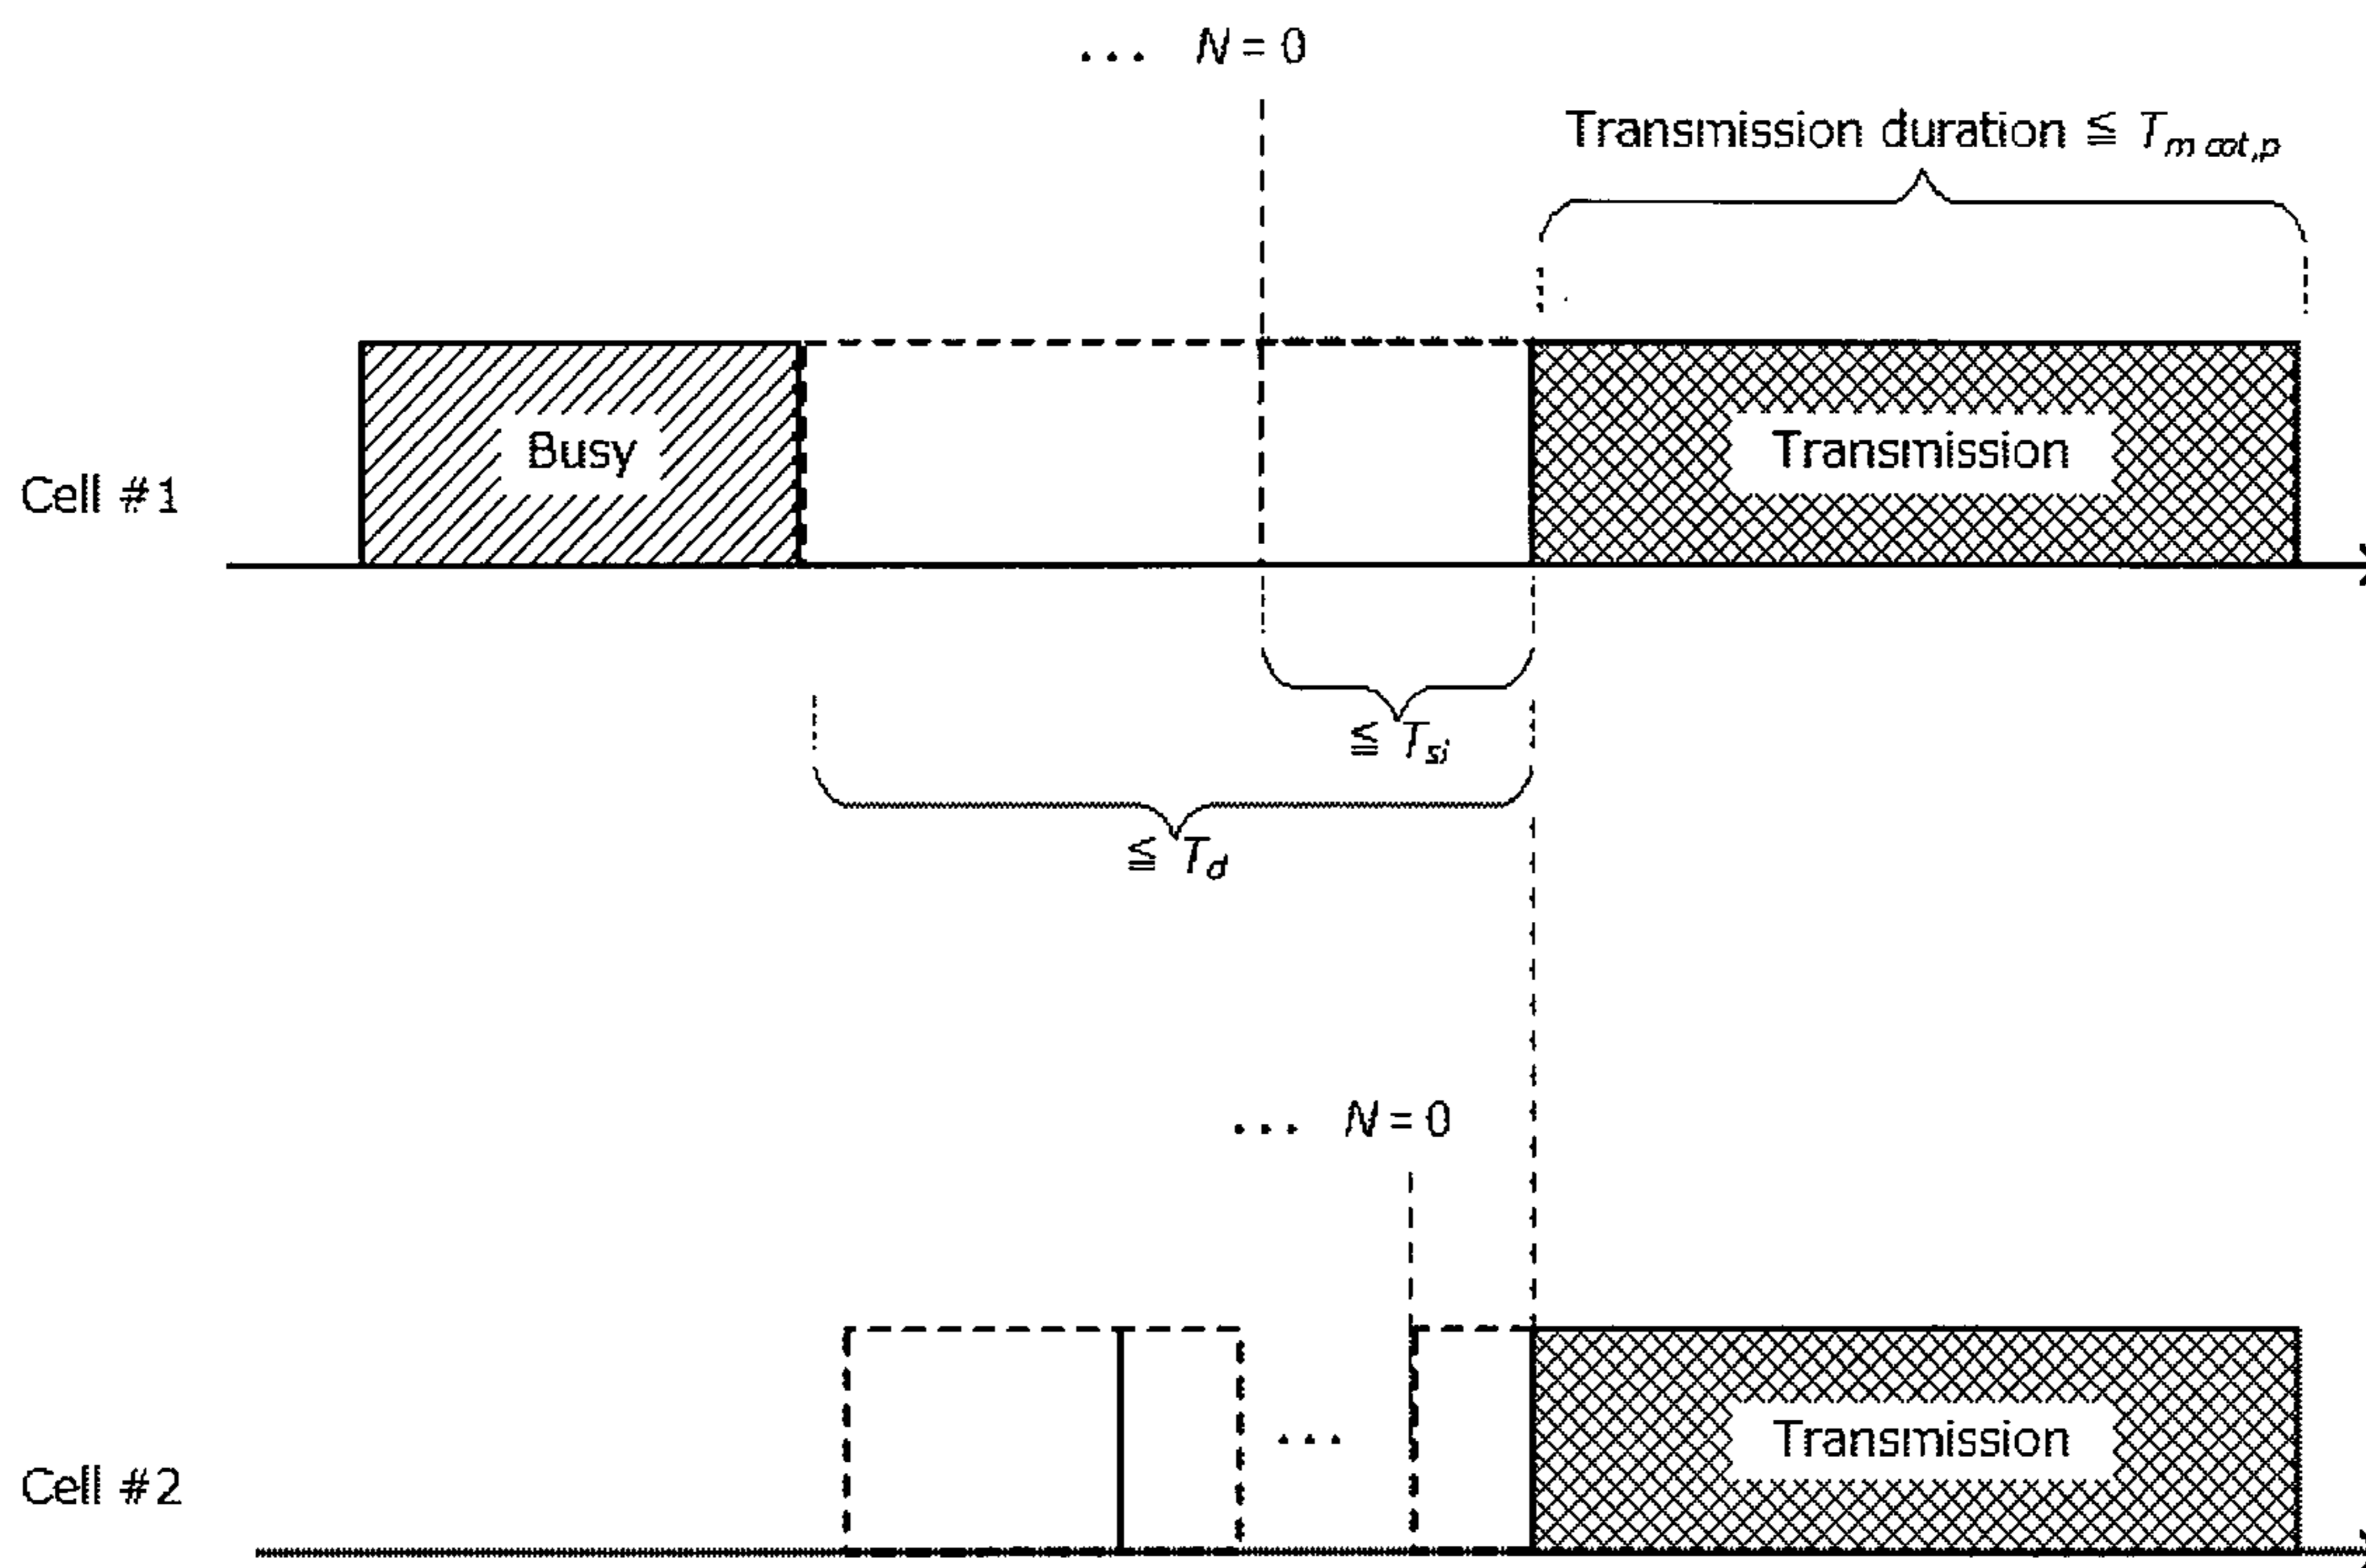 ... N = 0
Transmission duration ≦ Tm cot,p
Busy
Transmission
Cell #1
≦ Tsi
≦ Td
... N = 0
...
Transmission
Cell #2